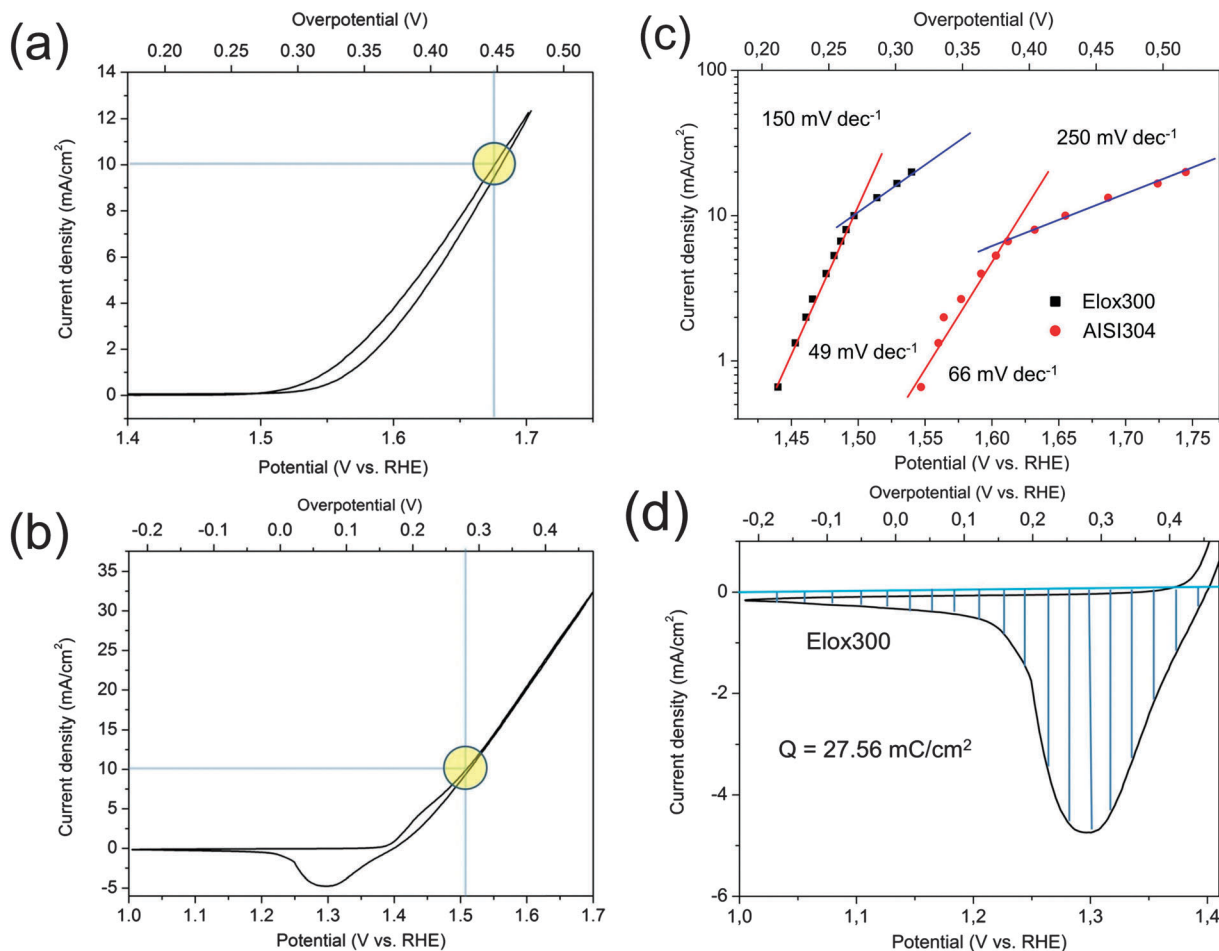 (a)
Overpotential (V)
0,20 0,25 0,30 0,35 0,40 0,45 0,50
14
12
10
8
6
4
2
0
Current density (mA/cm²)
1.4 1.5 1.6 1.7
Potential (V vs. RHE)
(b)
Overpotential (V)
-0.2 -0.1 0.0 0.1 0.2 0.3 0.4
35
30
25
20
15
10
5
0
-5
Current density (mA/cm²)
1.0 1.1 1.2 1.3 1.4 1.5 1.6 1.7
Potential (V vs. RHE)
(c)
Overpotential (V)
0,20 0,25 0,30 0,35 0,40 0,45 0,50
100
10
1
Current density (mA/cm²)
150 mV dec⁻¹
250 mV dec⁻¹
Elox300
AISI304
49 mV dec⁻¹
66 mV dec⁻¹
1,45 1,50 1,55 1,60 1,65 1,70 1,75
Potential (V vs. RHE)
(d)
Overpotential (V vs. RHE)
-0,2 -0,1 0,0 0,1 0,2 0,3 0,4
0
-2
-4
-6
Current density (mA/cm²)
Elox300
Q = 27.56 mC/cm²
1,0 1,1 1,2 1,3 1,4
Potential (V vs. RHE)